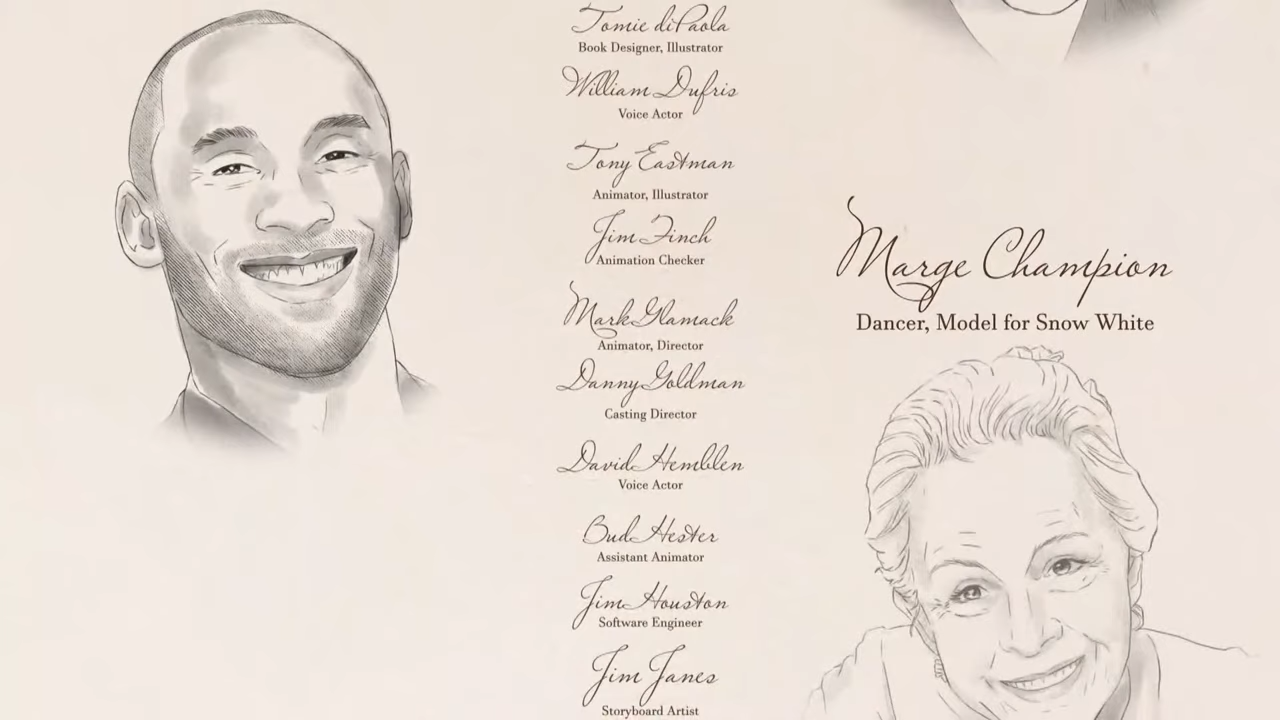 Tomie diPaola
Book Designer, Illustrator
William Dufris
Voice Actor
Tony Eastman
Animator, Illustrator
Jim Finch
Animation Checker
Mark Glamack
Animator, Director
Danny Goldman
Casting Director
David Hemblen
Voice Actor
Bud Hester
Assistant Animator
Jim Houston
Software Engineer
Jim Janes
Storyboard Artist
Marge Champion
Dancer, Model for Snow White